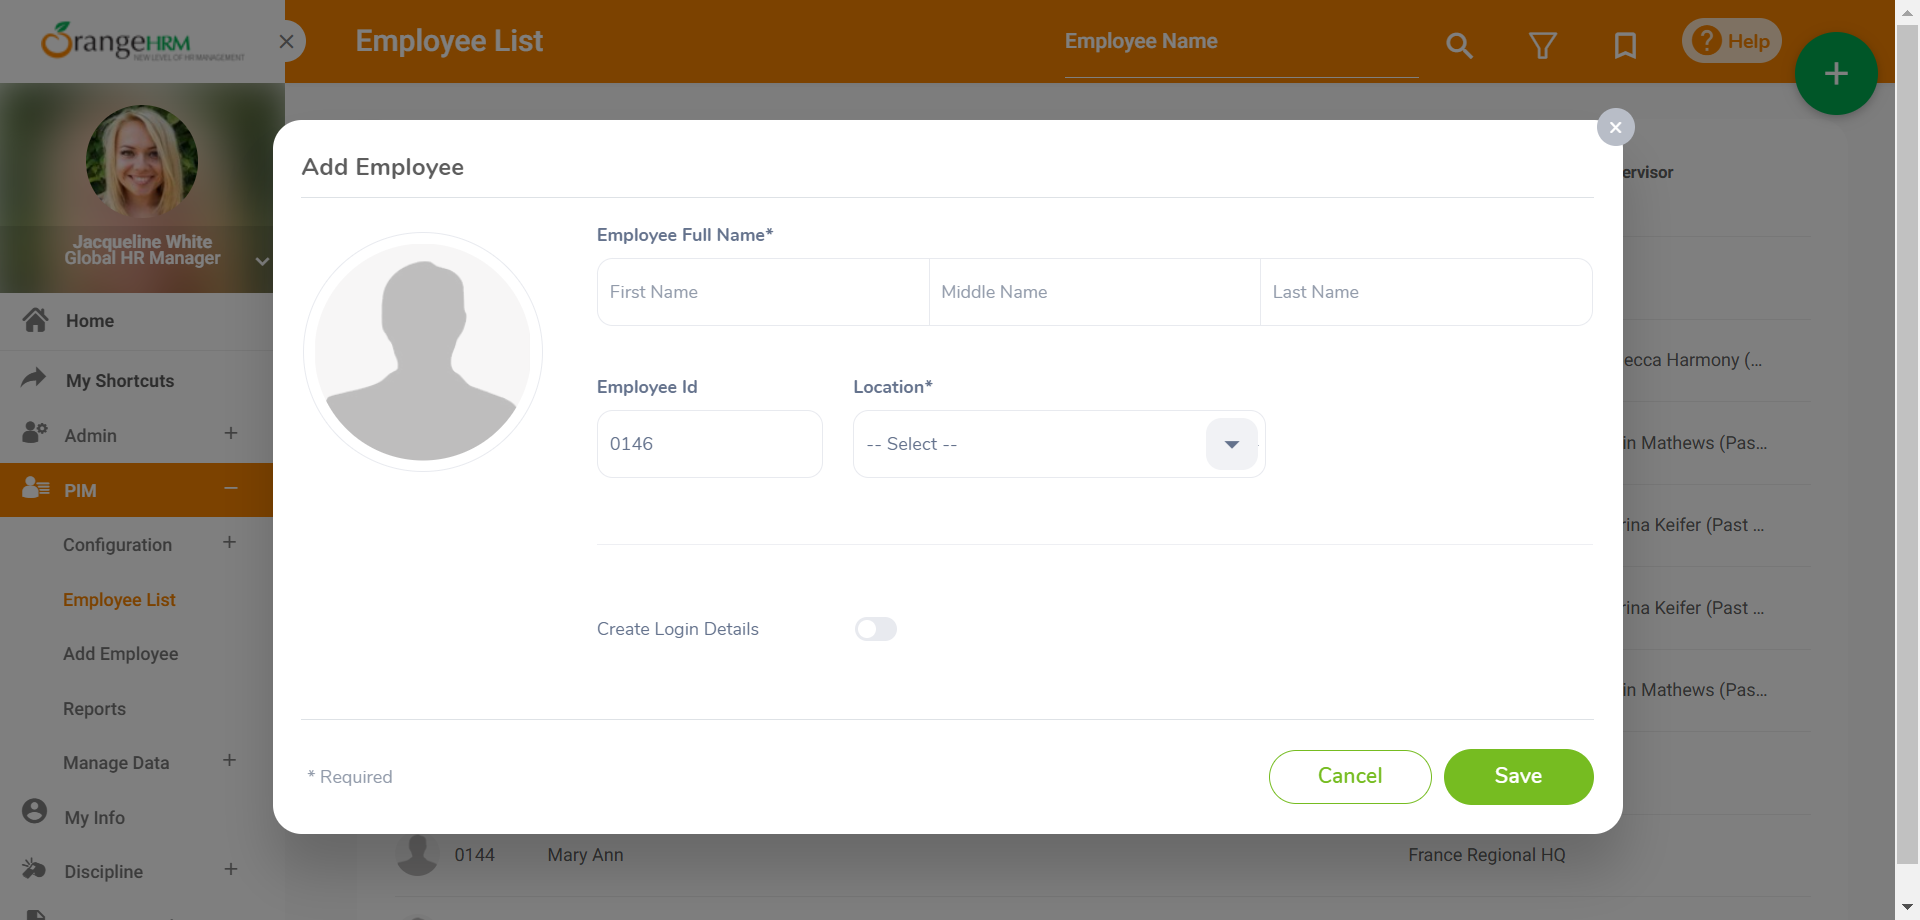 OrangeHRM
NEW LEVEL OF HR MANAGEMENT
Employee List
Employee Name
? Help
+
Jacqueline White
Global HR Manager
Home
My Shortcuts
Admin +
PIM −
Configuration +
Employee List
Add Employee
Reports
Manage Data +
My Info
Discipline +
Add Employee
Employee Full Name*
First Name
Middle Name
Last Name
Employee Id
Location*
0146
-- Select --
Create Login Details
* Required
Cancel
Save
ervisor
ecca Harmony (...
in Mathews (Pas...
rina Keifer (Past ...
rina Keifer (Past ...
in Mathews (Pas...
0144 Mary Ann France Regional HQ